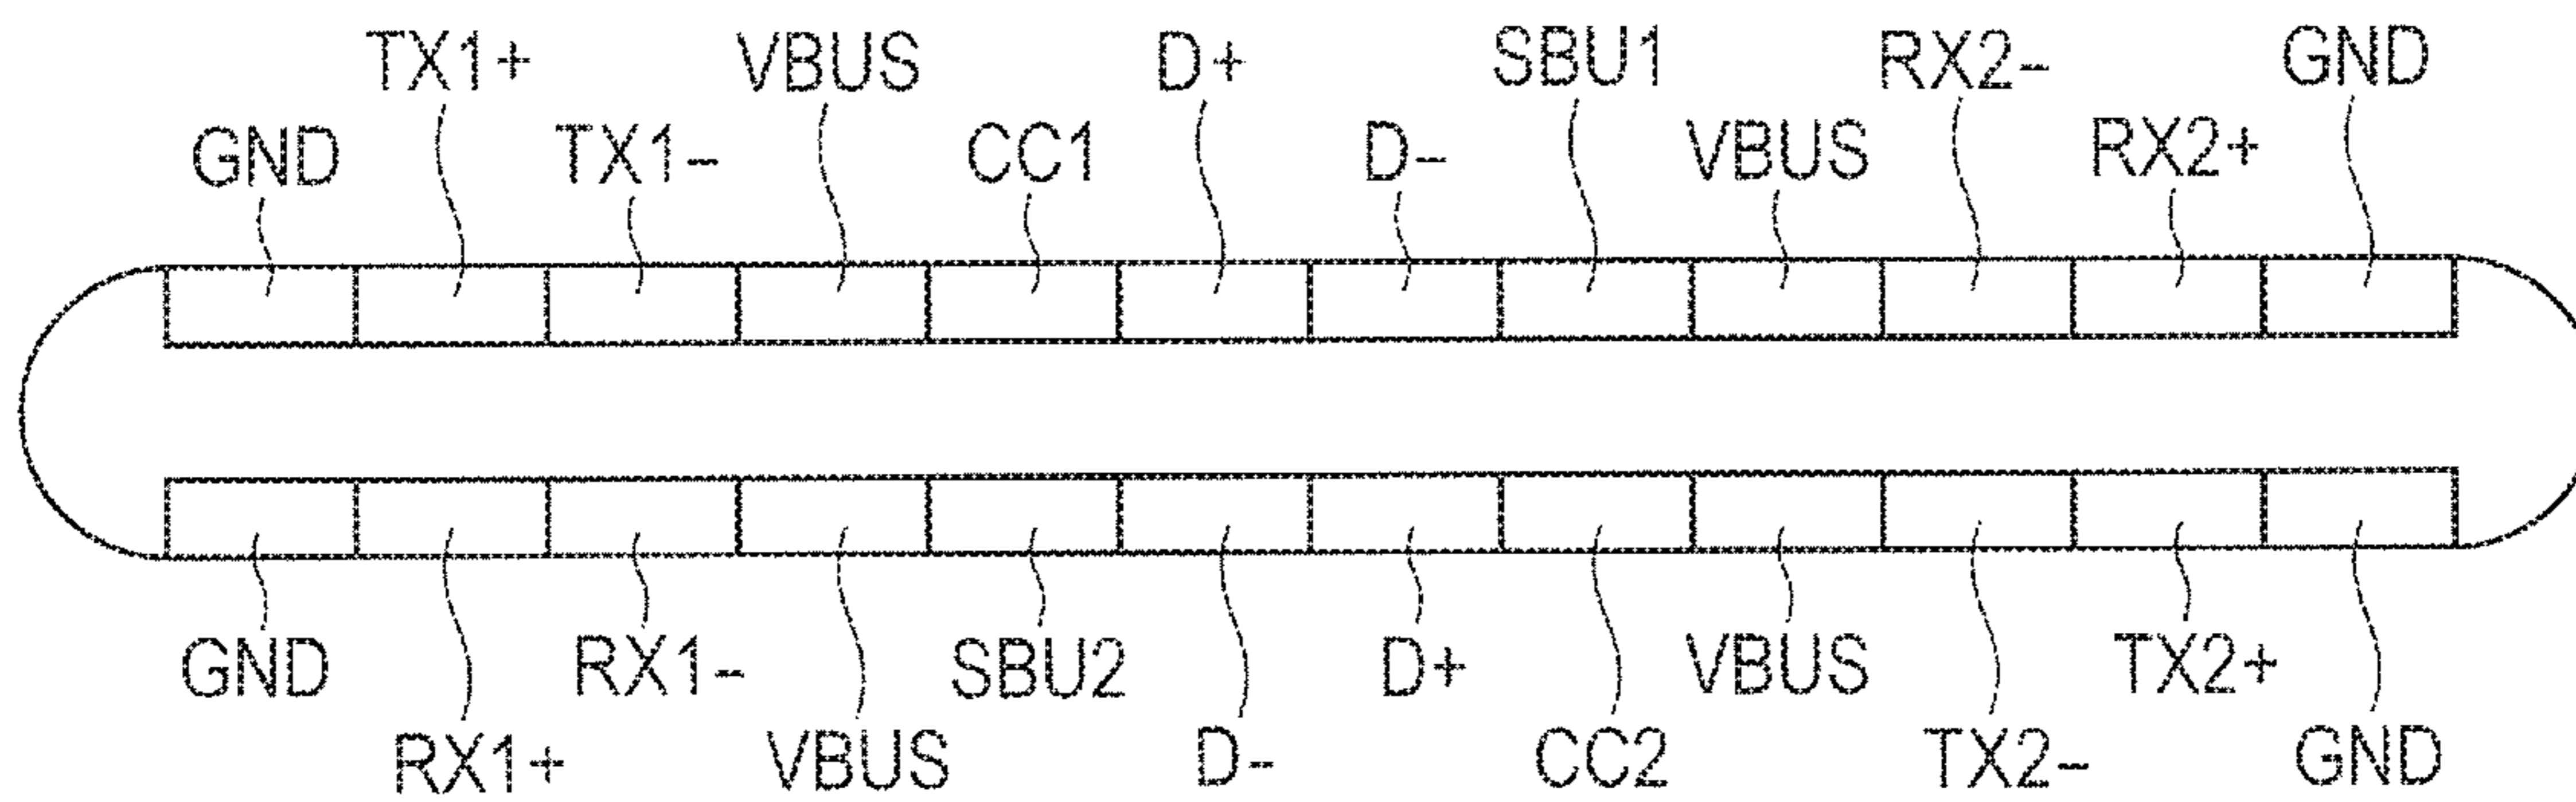 TX1+ VBUS D+ SBU1 RX2- GND
GND TX1- CC1 D- VBUS RX2+
GND RX1- SBU2 D+ VBUS TX2+
RX1+ VBUS D- CC2 TX2- GND